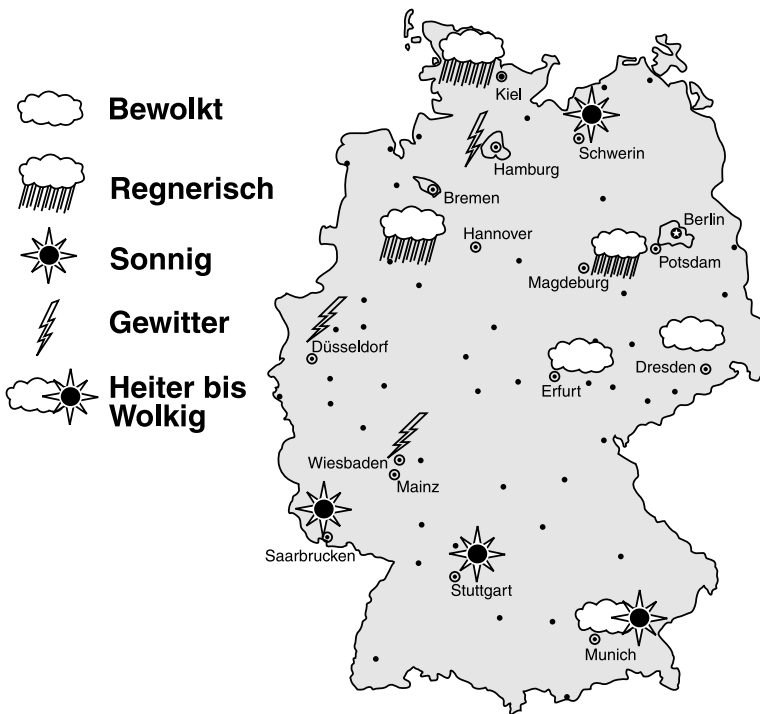 Bewolkt
Regnerisch
Sonnig
Gewitter
Heiter bis
Wolkig
Kiel
Hamburg
Schwerin
Bremen
Hannover
Berlin
Potsdam
Magdeburg
Düsseldorf
Erfurt
Dresden
Wiesbaden
Mainz
Saarbrucken
Stuttgart
Munich